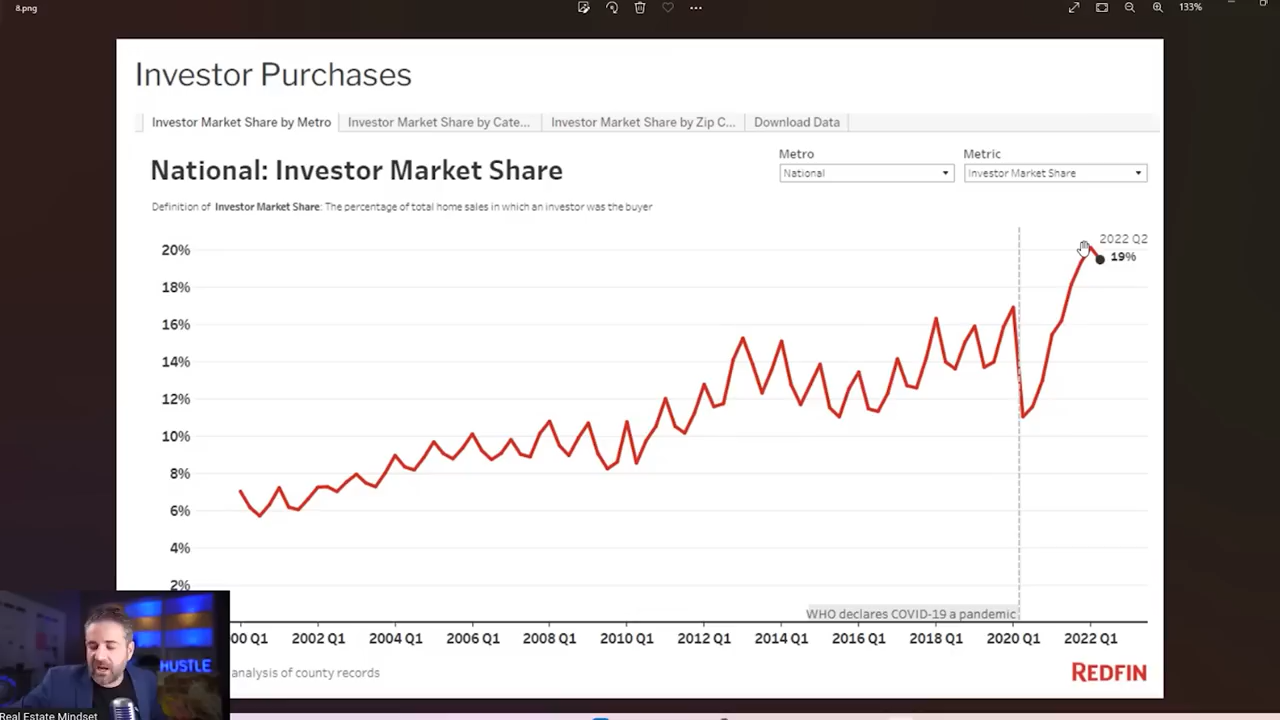 8.png
133%
Investor Purchases
Investor Market Share by Metro
Investor Market Share by Cate...
Investor Market Share by Zip C...
Download Data
National: Investor Market Share
Metro
National
Metric
Investor Market Share
Definition of Investor Market Share: The percentage of total home sales in which an investor was the buyer
2022 Q2
19%
20%
18%
16%
14%
12%
10%
8%
6%
4%
2%
WHO declares COVID-19 a pandemic
00 Q1 2002 Q1 2004 Q1 2006 Q1 2008 Q1 2010 Q1 2012 Q1 2014 Q1 2016 Q1 2018 Q1 2020 Q1 2022 Q1
analysis of county records
REDFIN
HUSTLE
Real Estate Mindset